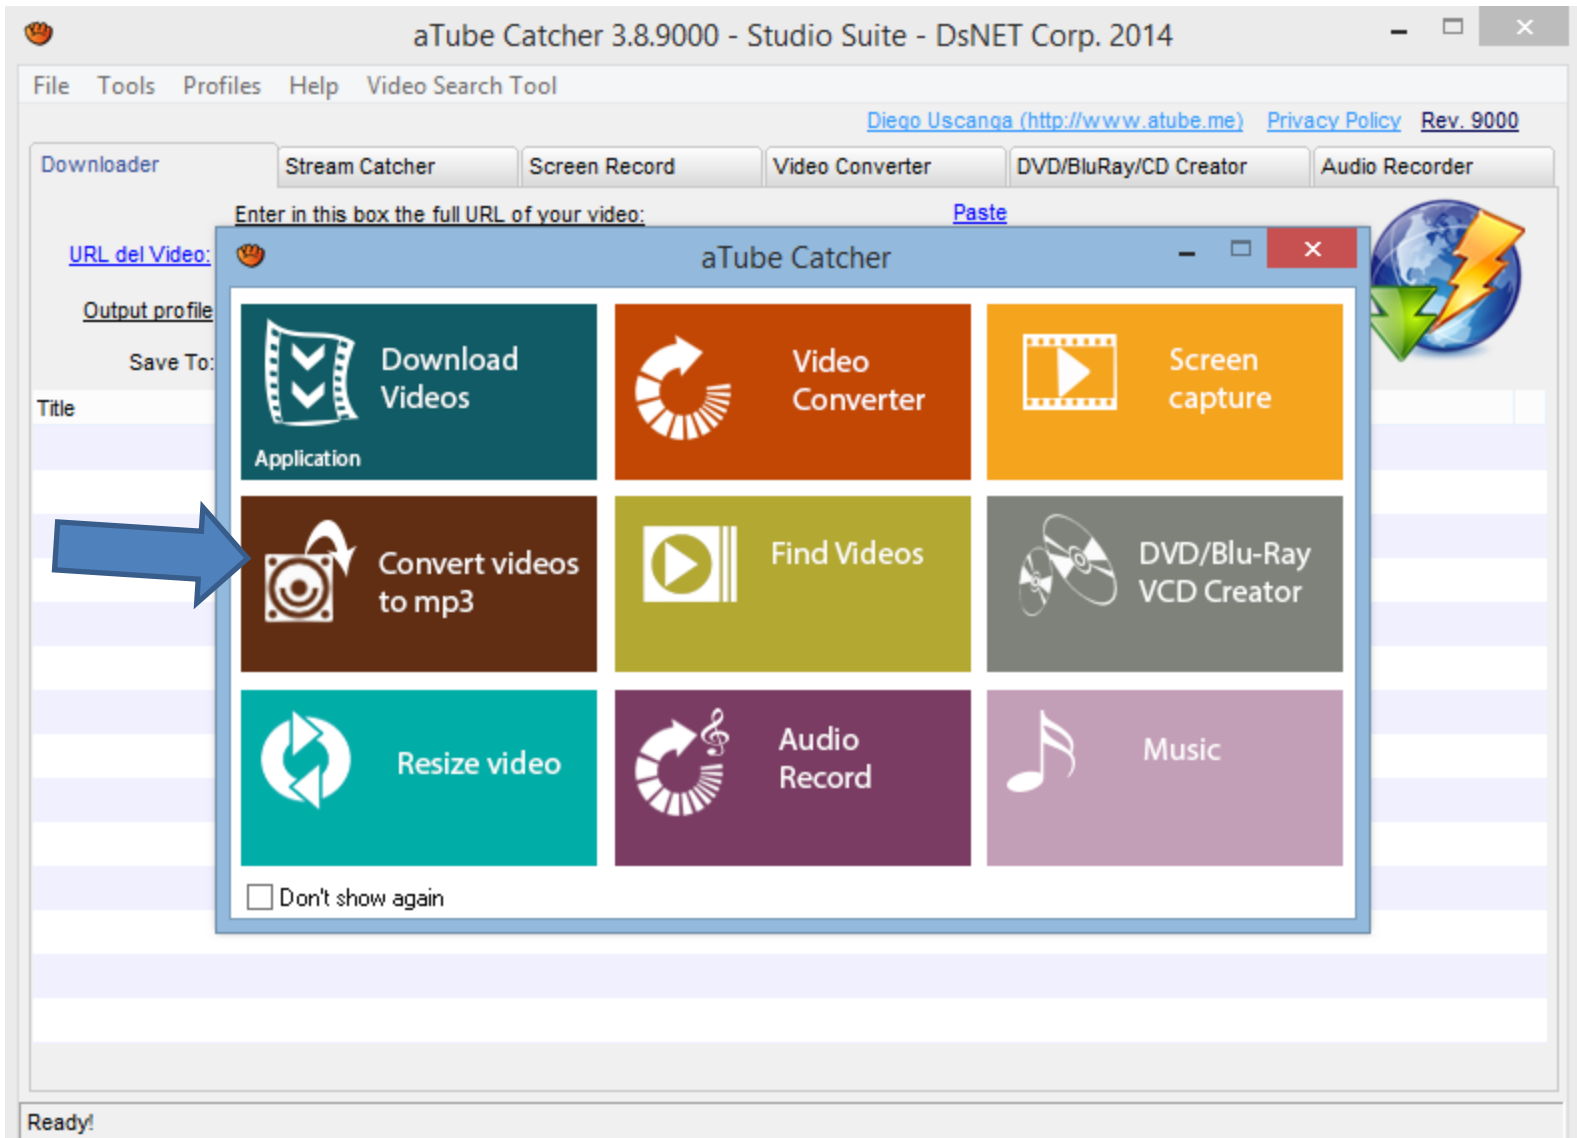 aTube Catcher 3.8.9000 - Studio Suite - DsNET Corp. 2014
File Tools Profiles Help Video Search Tool
Diego Uscanga (http://www.atube.me) Privacy Policy Rev. 9000
Downloader Stream Catcher Screen Record Video Converter DVD/BluRay/CD Creator Audio Recorder
Enter in this box the full URL of your video: Paste
URL del Video:
Output profile
Save To:
Title
aTube Catcher
Download
Videos
Application
Video
Converter
Screen
capture
Convert videos
to mp3
Find Videos
DVD/Blu-Ray
VCD Creator
Resize video
Audio
Record
Music
Don't show again
Ready!